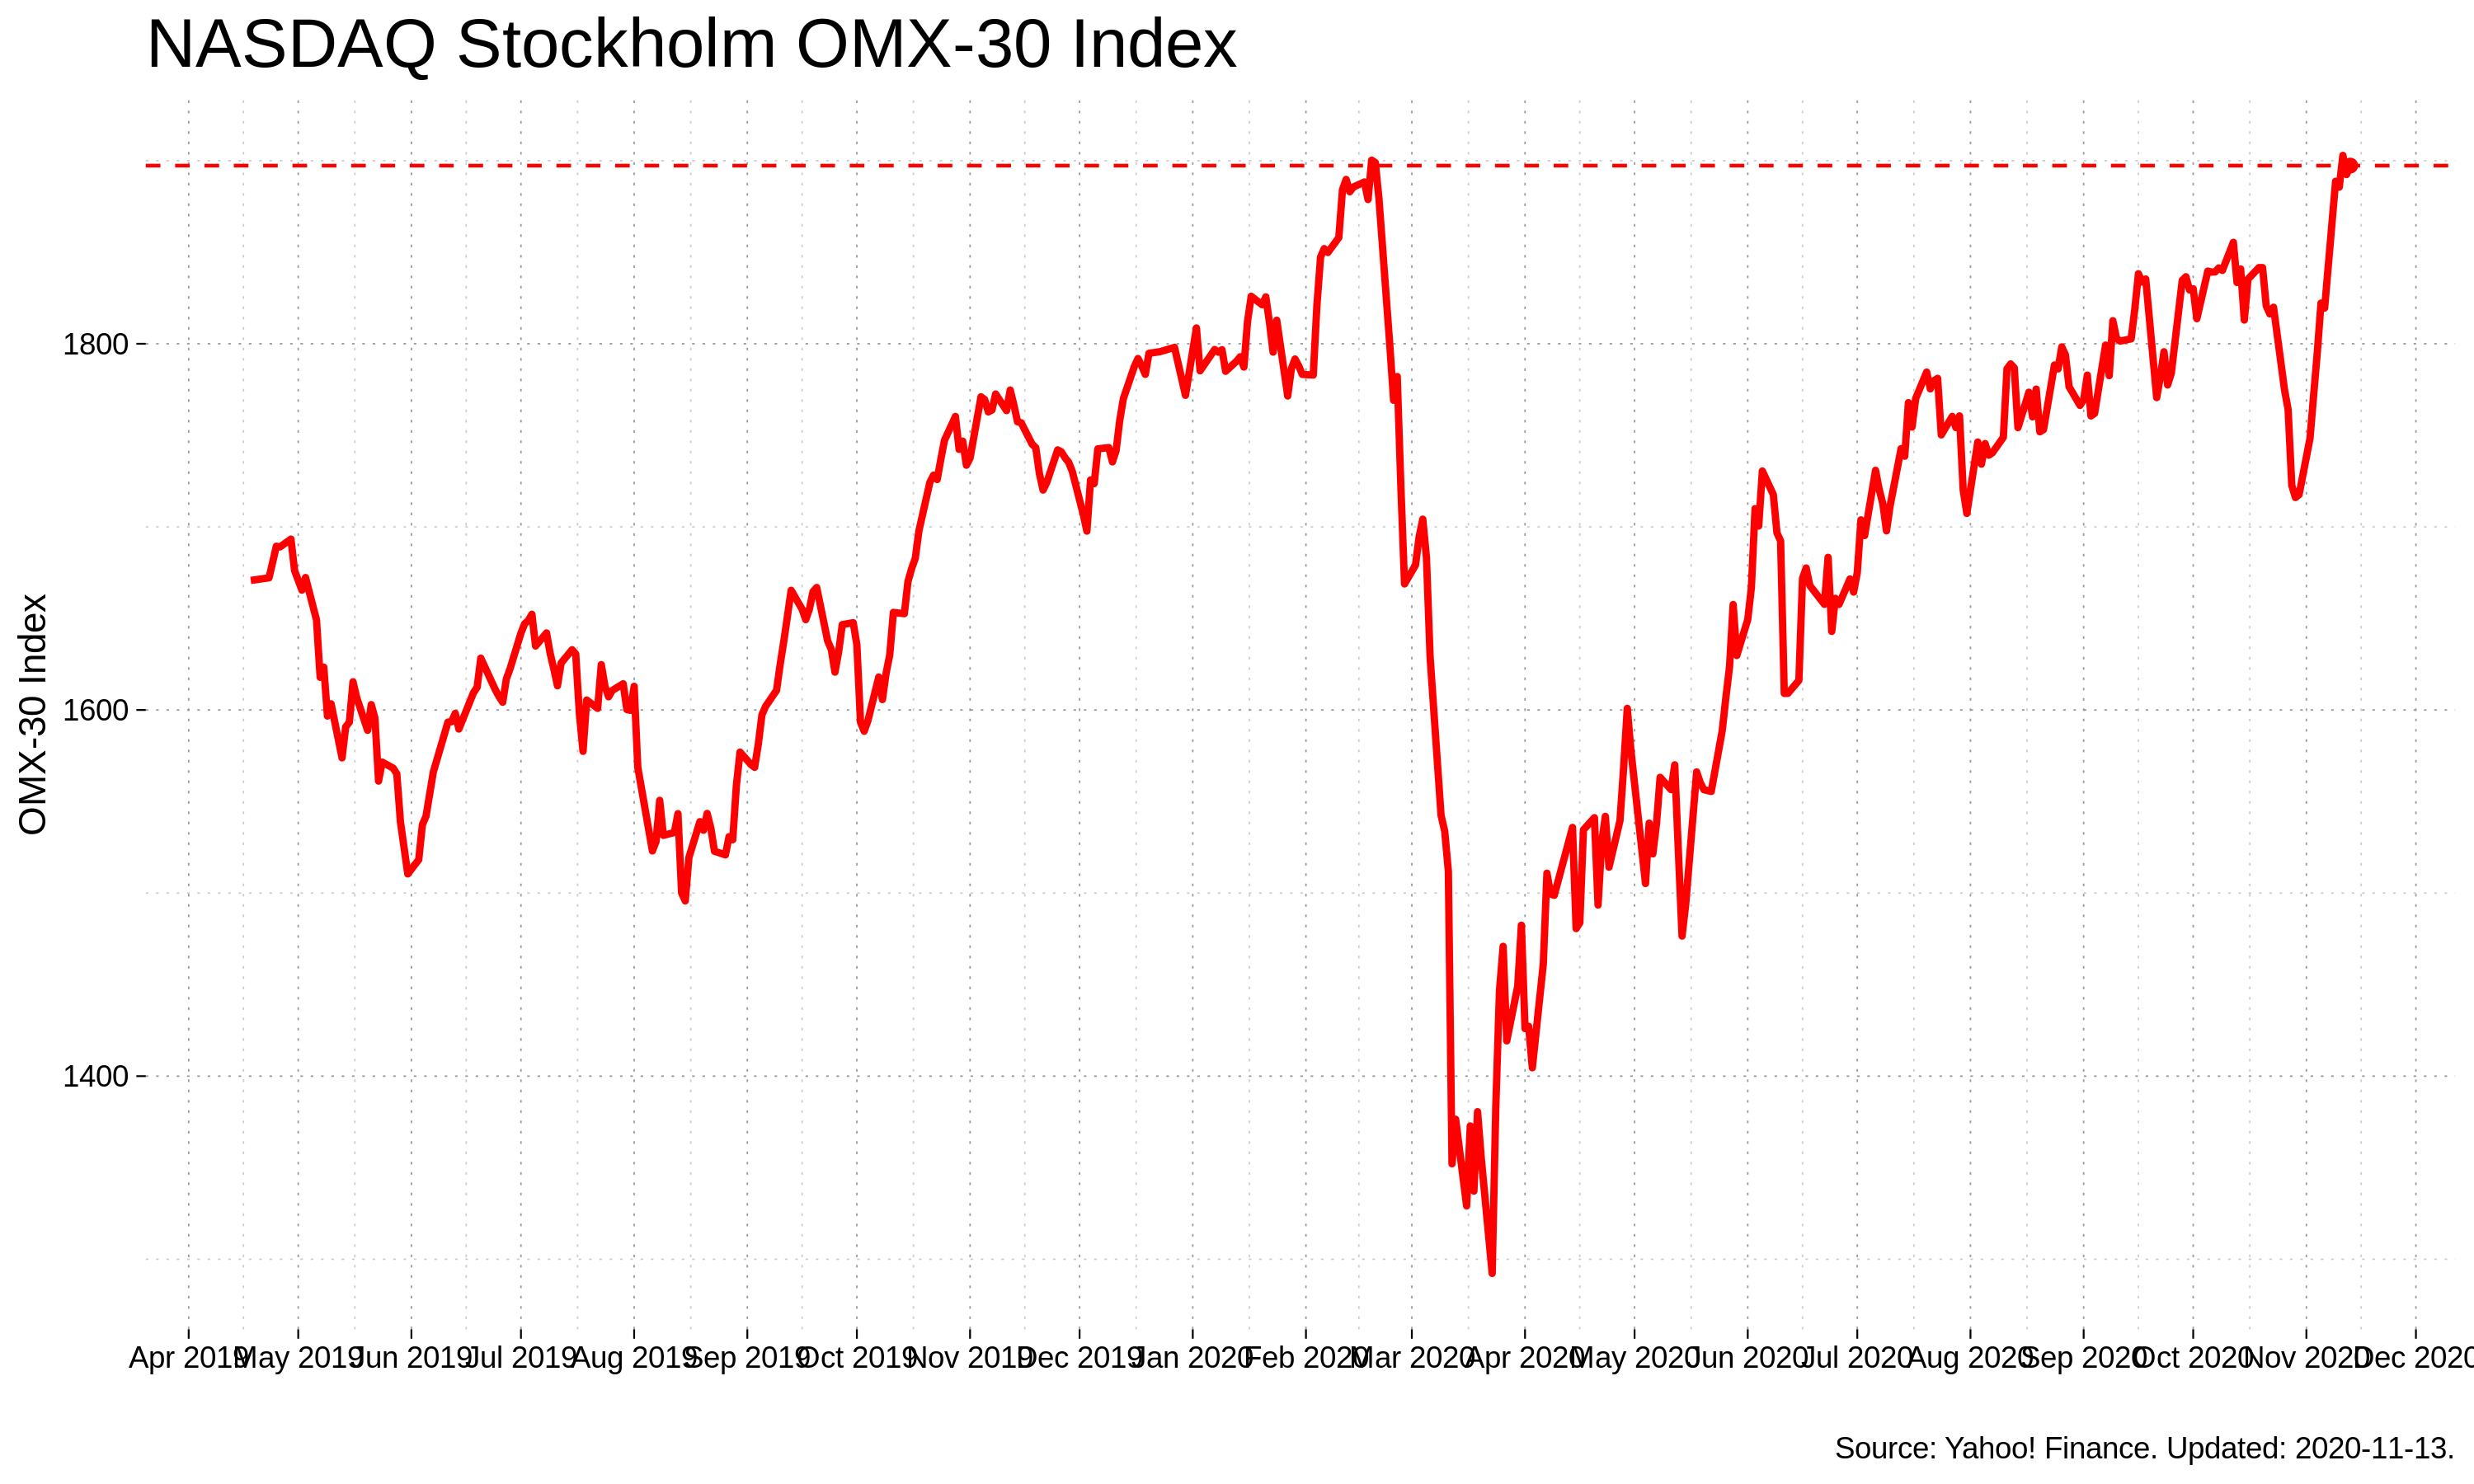 NASDAQ Stockholm OMX-30 Index
OMX-30 Index
1800
1600
1400
Apr 2019 May 2019 Jun 2019 Jul 2019 Aug 2019 Sep 2019 Oct 2019 Nov 2019 Dec 2019 Jan 2020 Feb 2020 Mar 2020 Apr 2020 May 2020 Jun 2020 Jul 2020 Aug 2020 Sep 2020 Oct 2020 Nov 2020 Dec 2020
Source: Yahoo! Finance. Updated: 2020-11-13.